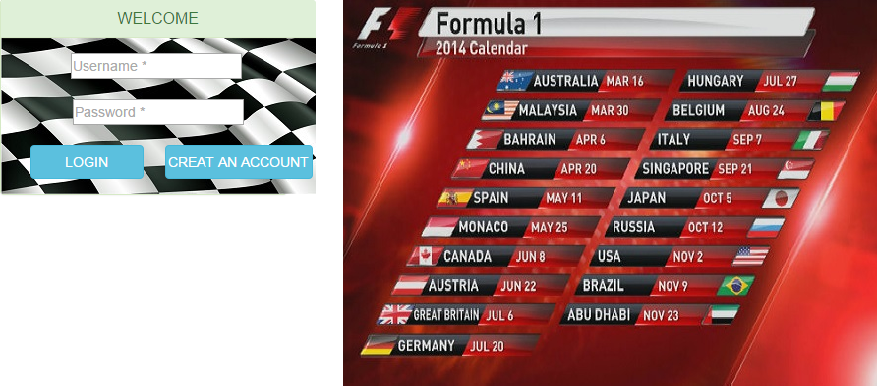 WELCOME
Username *
Password *
LOGIN
CREAT AN ACCOUNT
F1
Formula 1
Formula 1
2014 Calendar
AUSTRALIA MAR 16
MALAYSIA MAR 30
BAHRAIN APR 6
CHINA APR 20
SPAIN MAY 11
MONACO MAY 25
CANADA JUN 8
AUSTRIA JUN 22
GREAT BRITAIN JUL 6
GERMANY JUL 20
HUNGARY JUL 27
BELGIUM AUG 24
ITALY SEP 7
SINGAPORE SEP 21
JAPAN OCT 5
RUSSIA OCT 12
USA NOV 2
BRAZIL NOV 9
ABU DHABI NOV 23